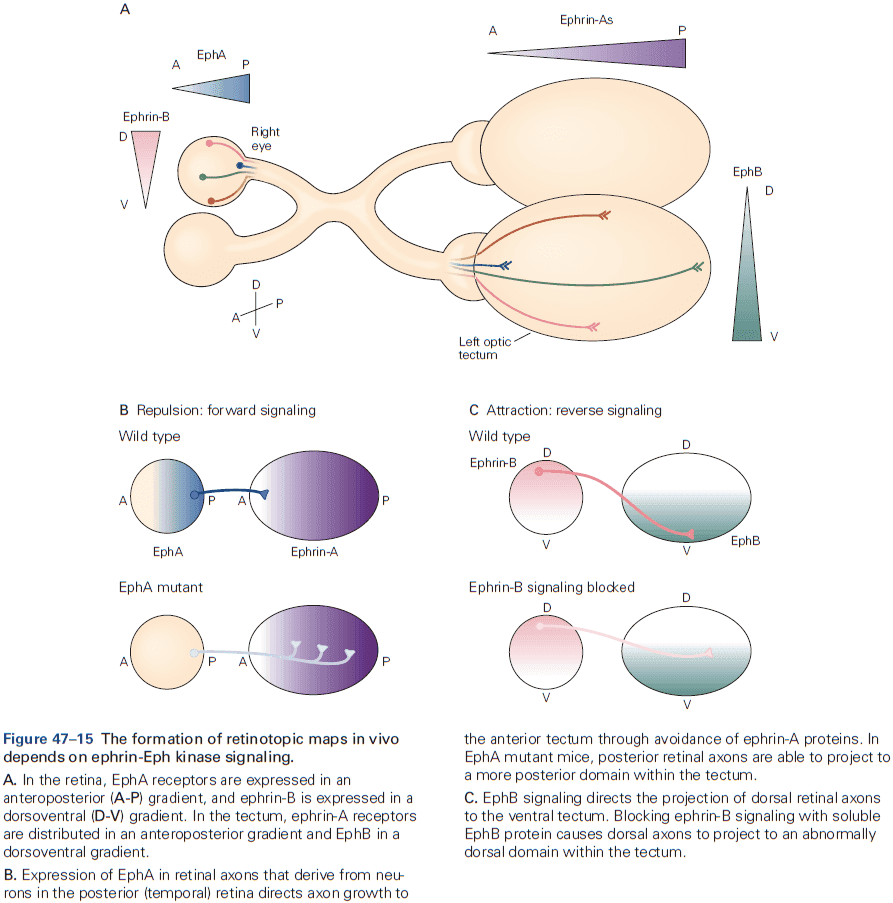 A
Ephrin-As
A
P
EphA
A
P
Ephrin-B
D
V
Right
eye
EphB
D
V
D
A
P
V
Left optic
tectum
B Repulsion: forward signaling
Wild type
A
P
A
P
EphA
Ephrin-A
EphA mutant
A
P
A
P
C Attraction: reverse signaling
Wild type
Ephrin-B
D
D
V
V
EphB
Ephrin-B signaling blocked
D
D
V
V
Figure 47–15 The formation of retinotopic maps in vivo
depends on ephrin-Eph kinase signaling.
A. In the retina, EphA receptors are expressed in an
anteroposterior (A-P) gradient, and ephrin-B is expressed in a
dorsoventral (D-V) gradient. In the tectum, ephrin-A receptors
are distributed in an anteroposterior gradient and EphB in a
dorsoventral gradient.
B. Expression of EphA in retinal axons that derive from neu-
rons in the posterior (temporal) retina directs axon growth to
the anterior tectum through avoidance of ephrin-A proteins. In
EphA mutant mice, posterior retinal axons are able to project to
a more posterior domain within the tectum.
C. EphB signaling directs the projection of dorsal retinal axons
to the ventral tectum. Blocking ephrin-B signaling with soluble
EphB protein causes dorsal axons to project to an abnormally
dorsal domain within the tectum.